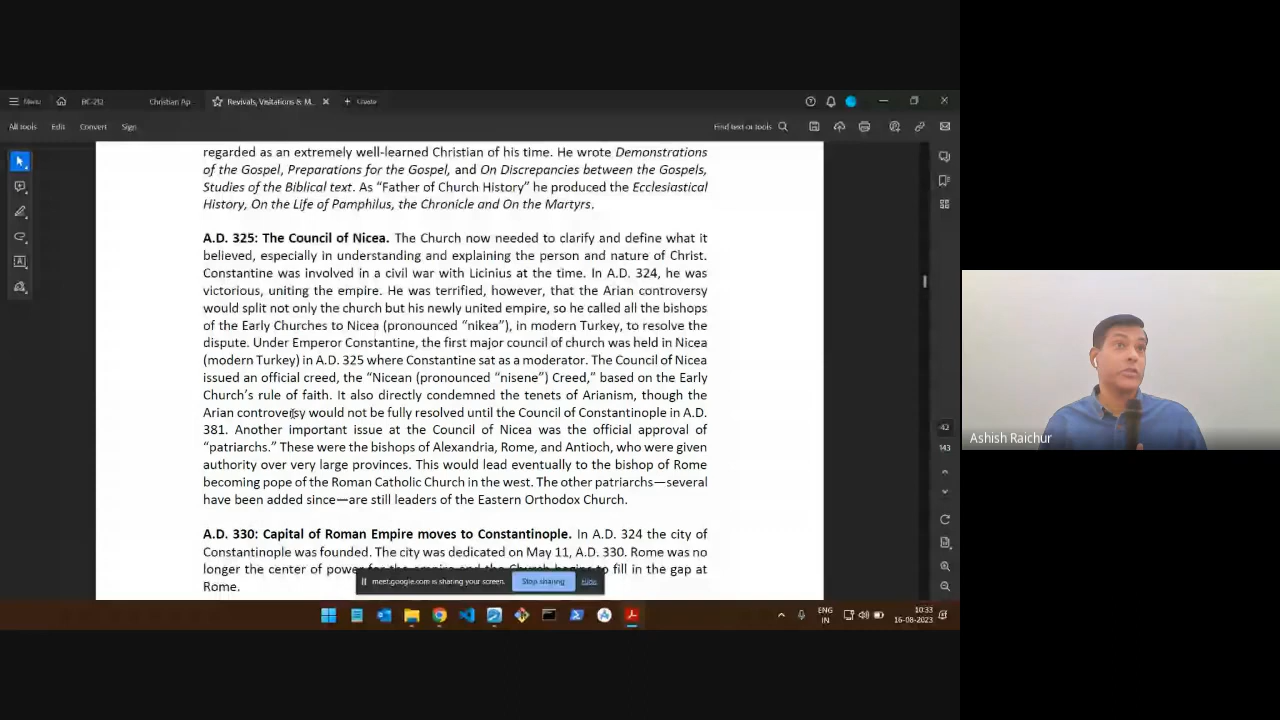 Menu
BC-212
Christian Ap
Revivals, Visitations & M...
Create
All tools
Edit
Convert
Sign
Find text or tools
regarded as an extremely well-learned Christian of his time. He wrote Demonstrations
of the Gospel, Preparations for the Gospel, and On Discrepancies between the Gospels,
Studies of the Biblical text. As “Father of Church History” he produced the Ecclesiastical
History, On the Life of Pamphilus, the Chronicle and On the Martyrs.
A.D. 325: The Council of Nicea. The Church now needed to clarify and define what it
believed, especially in understanding and explaining the person and nature of Christ.
Constantine was involved in a civil war with Licinius at the time. In A.D. 324, he was
victorious, uniting the empire. He was terrified, however, that the Arian controversy
would split not only the church but his newly united empire, so he called all the bishops
of the Early Churches to Nicea (pronounced “nikea”), in modern Turkey, to resolve the
dispute. Under Emperor Constantine, the first major council of church was held in Nicea
(modern Turkey) in A.D. 325 where Constantine sat as a moderator. The Council of Nicea
issued an official creed, the “Nicean (pronounced “nisene”) Creed,” based on the Early
Church’s rule of faith. It also directly condemned the tenets of Arianism, though the
Arian controversy would not be fully resolved until the Council of Constantinople in A.D.
381. Another important issue at the Council of Nicea was the official approval of
“patriarchs.” These were the bishops of Alexandria, Rome, and Antioch, who were given
authority over very large provinces. This would lead eventually to the bishop of Rome
becoming pope of the Roman Catholic Church in the west. The other patriarchs—several
have been added since—are still leaders of the Eastern Orthodox Church.
A.D. 330: Capital of Roman Empire moves to Constantinople. In A.D. 324 the city of
Constantinople was founded. The city was dedicated on May 11, A.D. 330. Rome was no
longer the center of power for the empire and the Church begins to fill in the gap at
Rome.
42
143
meet.google.com is sharing your screen.
Stop sharing
Hide
ENG
IN
10:33
16-08-2023
Ashish Raichur